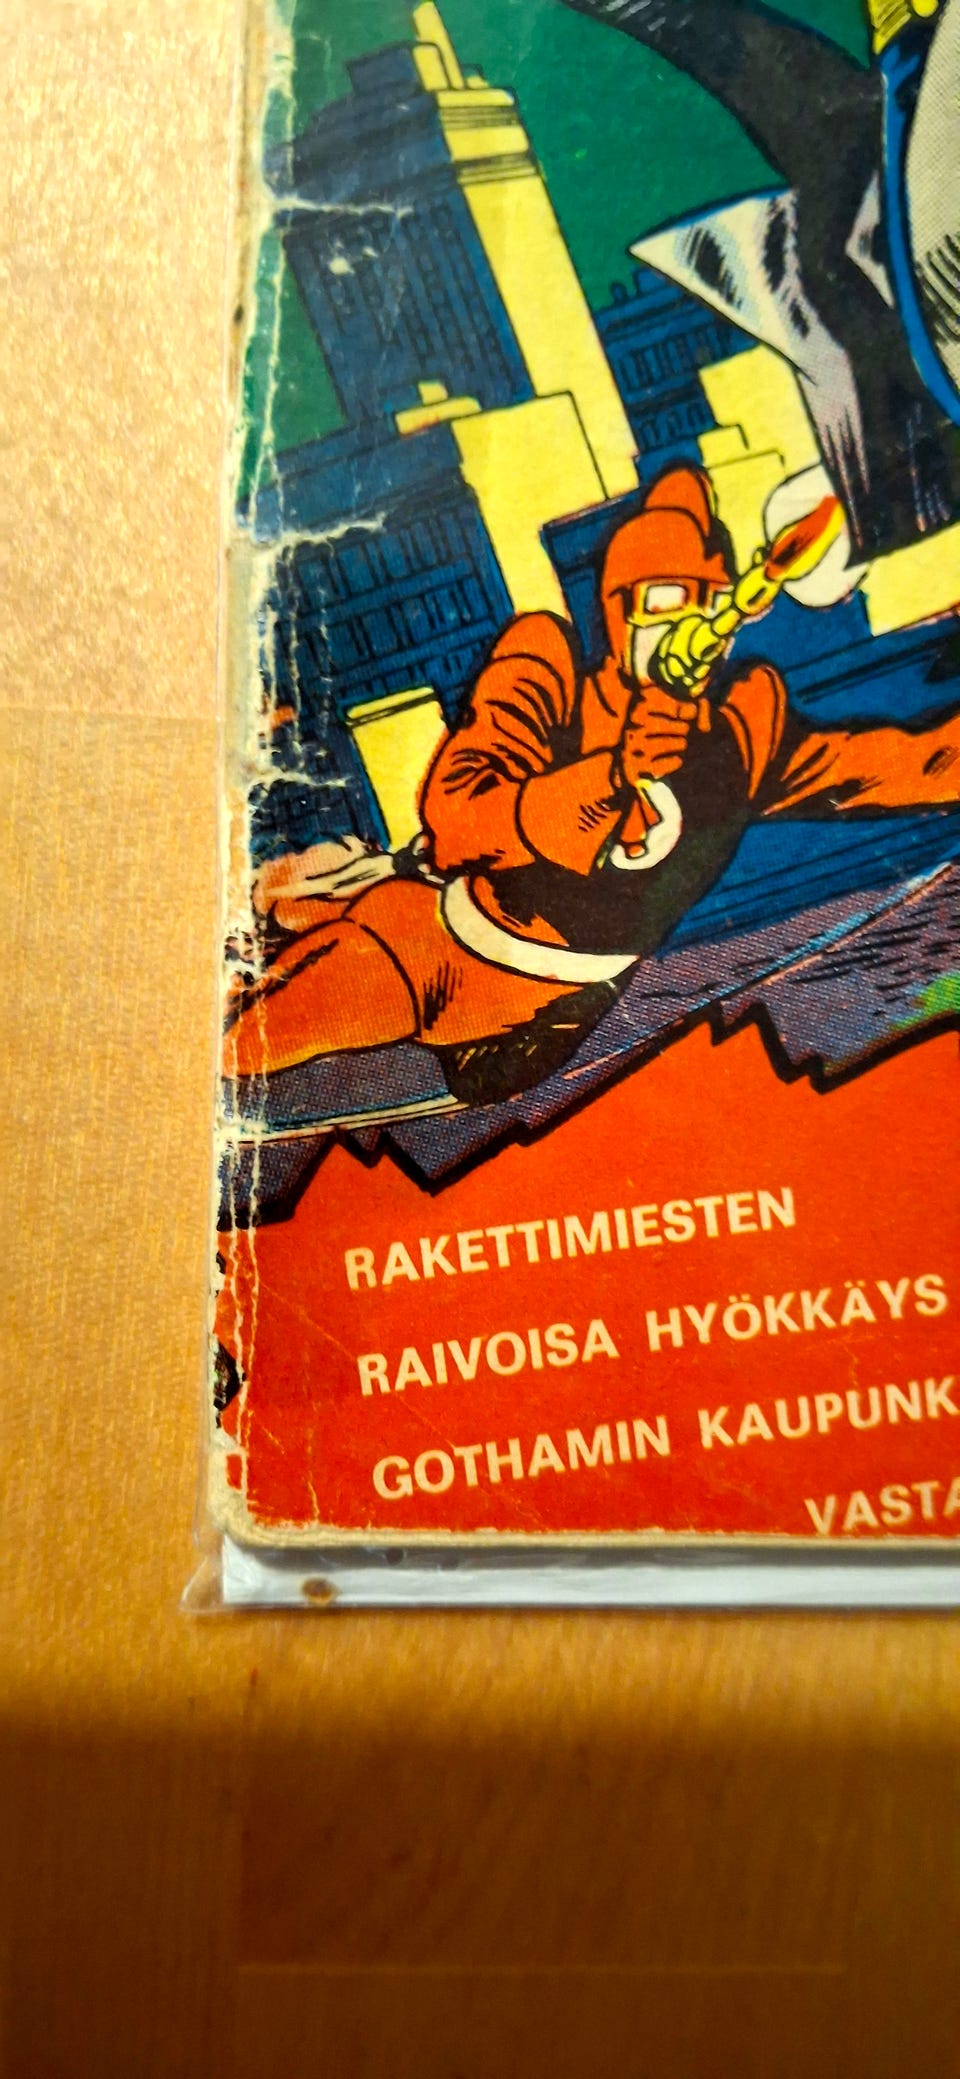 RAKETTIMIESTEN
RAIVOISA HYÖKKÄYS
GOTHAMIN KAUPUNK
VASTA